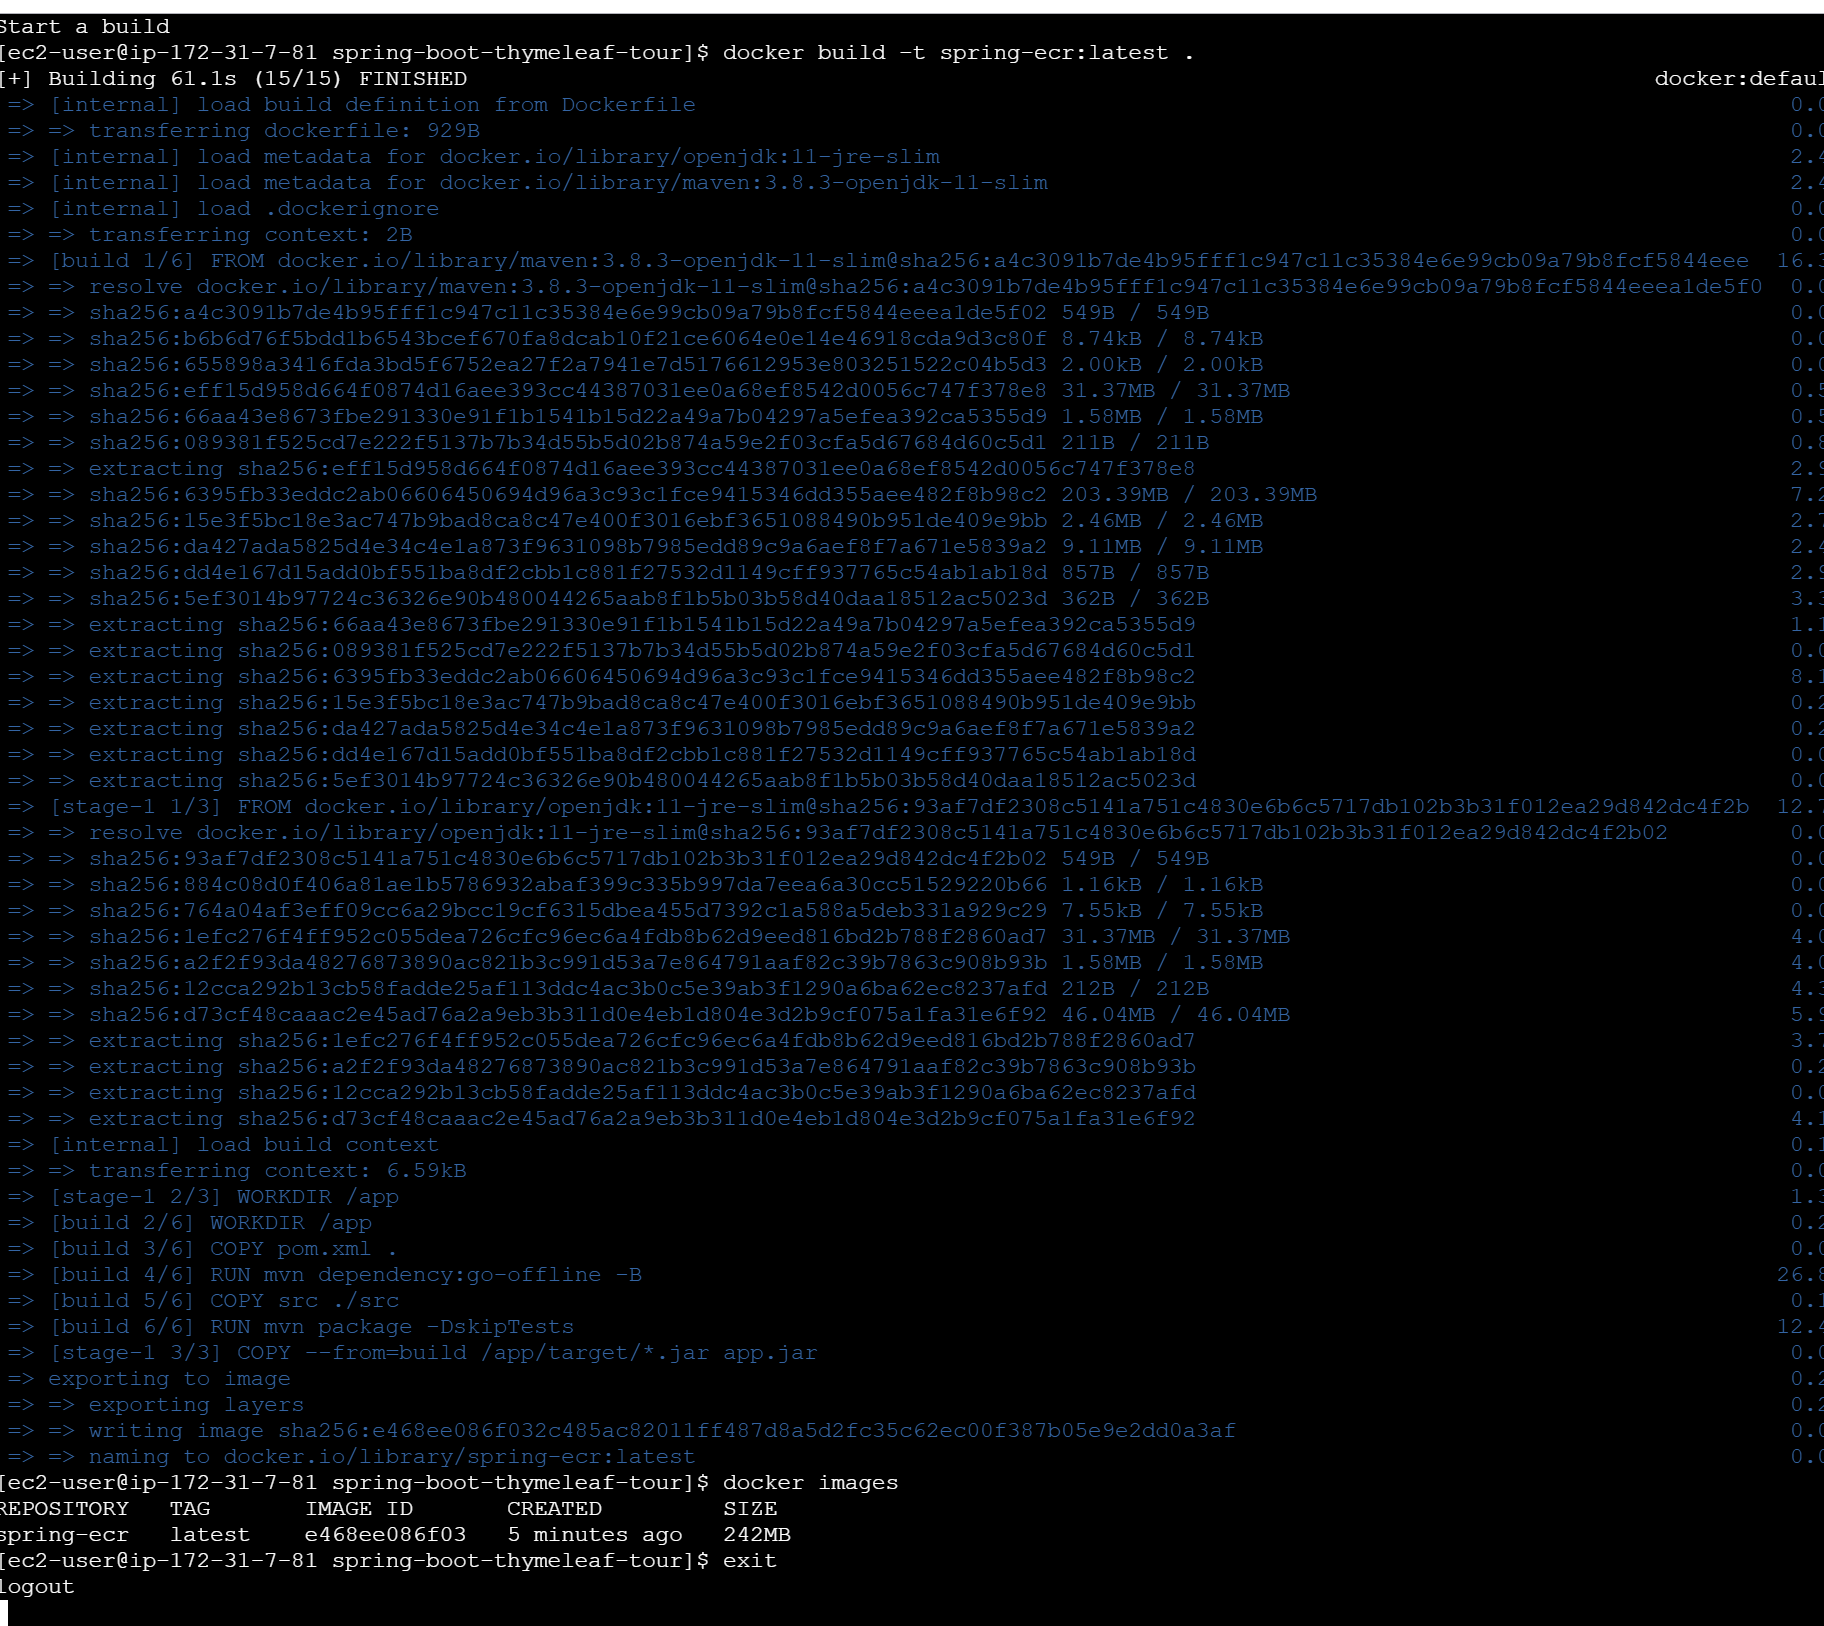 Start a build
[ec2-user@ip-172-31-7-81 spring-boot-thymeleaf-tour]$ docker build -t spring-ecr:latest .
[+] Building 61.1s (15/15) FINISHED docker:defaul
=> [internal] load build definition from Dockerfile 0.0
=> => transferring dockerfile: 929B 0.0
=> [internal] load metadata for docker.io/library/openjdk:11-jre-slim 2.4
=> [internal] load metadata for docker.io/library/maven:3.8.3-openjdk-11-slim 2.4
=> [internal] load .dockerignore 0.0
=> => transferring context: 2B 0.0
=> [build 1/6] FROM docker.io/library/maven:3.8.3-openjdk-11-slim@sha256:a4c3091b7de4b95fff1c947c11c35384e6e99cb09a79b8fcf5844eee 16.3
=> => resolve docker.io/library/maven:3.8.3-openjdk-11-slim@sha256:a4c3091b7de4b95fff1c947c11c35384e6e99cb09a79b8fcf5844eeea1de5f0 0.0
=> => sha256:a4c3091b7de4b95fff1c947c11c35384e6e99cb09a79b8fcf5844eeea1de5f02 549B / 549B 0.0
=> => sha256:b6b6d76f5bdd1b6543bcef670fa8dcab10f21ce6064e0e14e46918cda9d3c80f 8.74kB / 8.74kB 0.0
=> => sha256:655898a3416fda3bd5f6752ea27f2a7941e7d5176612953e803251522c04b5d3 2.00kB / 2.00kB 0.0
=> => sha256:eff15d958d664f0874d16aee393cc44387031ee0a68ef8542d0056c747f378e8 31.37MB / 31.37MB 0.5
=> => sha256:66aa43e8673fbe291330e91f1b1541b15d22a49a7b04297a5efea392ca5355d9 1.58MB / 1.58MB 0.5
=> => sha256:089381f525cd7e222f5137b7b34d55b5d02b874a59e2f03cfa5d67684d60c5d1 211B / 211B 0.8
=> => extracting sha256:eff15d958d664f0874d16aee393cc44387031ee0a68ef8542d0056c747f378e8 2.9
=> => sha256:6395fb33eddc2ab06606450694d96a3c93c1fce9415346dd355aee482f8b98c2 203.39MB / 203.39MB 7.2
=> => sha256:15e3f5bc18e3ac747b9bad8ca8c47e400f3016ebf3651088490b951de409e9bb 2.46MB / 2.46MB 2.7
=> => sha256:da427ada5825d4e34c4e1a873f9631098b7985edd89c9a6aef8f7a671e5839a2 9.11MB / 9.11MB 2.4
=> => sha256:dd4e167d15add0bf551ba8df2cbb1c881f27532d1149cff937765c54ab1ab18d 857B / 857B 2.9
=> => sha256:5ef3014b97724c36326e90b480044265aab8f1b5b03b58d40daa18512ac5023d 362B / 362B 3.3
=> => extracting sha256:66aa43e8673fbe291330e91f1b1541b15d22a49a7b04297a5efea392ca5355d9 1.1
=> => extracting sha256:089381f525cd7e222f5137b7b34d55b5d02b874a59e2f03cfa5d67684d60c5d1 0.0
=> => extracting sha256:6395fb33eddc2ab06606450694d96a3c93c1fce9415346dd355aee482f8b98c2 8.1
=> => extracting sha256:15e3f5bc18e3ac747b9bad8ca8c47e400f3016ebf3651088490b951de409e9bb 0.2
=> => extracting sha256:da427ada5825d4e34c4e1a873f9631098b7985edd89c9a6aef8f7a671e5839a2 0.2
=> => extracting sha256:dd4e167d15add0bf551ba8df2cbb1c881f27532d1149cff937765c54ab1ab18d 0.0
=> => extracting sha256:5ef3014b97724c36326e90b480044265aab8f1b5b03b58d40daa18512ac5023d 0.0
=> [stage-1 1/3] FROM docker.io/library/openjdk:11-jre-slim@sha256:93af7df2308c5141a751c4830e6b6c5717db102b3b31f012ea29d842dc4f2b 12.7
=> => resolve docker.io/library/openjdk:11-jre-slim@sha256:93af7df2308c5141a751c4830e6b6c5717db102b3b31f012ea29d842dc4f2b02 0.0
=> => sha256:93af7df2308c5141a751c4830e6b6c5717db102b3b31f012ea29d842dc4f2b02 549B / 549B 0.0
=> => sha256:884c08d0f406a81ae1b5786932abaf399c335b997da7eea6a30cc51529220b66 1.16kB / 1.16kB 0.0
=> => sha256:764a04af3eff09cc6a29bcc19cf6315dbea455d7392c1a588a5deb331a929c29 7.55kB / 7.55kB 0.0
=> => sha256:1efc276f4ff952c055dea726cfc96ec6a4fdb8b62d9eed816bd2b788f2860ad7 31.37MB / 31.37MB 4.0
=> => sha256:a2f2f93da48276873890ac821b3c991d53a7e864791aaf82c39b7863c908b93b 1.58MB / 1.58MB 4.0
=> => sha256:12cca292b13cb58fadde25af113ddc4ac3b0c5e39ab3f1290a6ba62ec8237afd 212B / 212B 4.3
=> => sha256:d73cf48caaac2e45ad76a2a9eb3b311d0e4eb1d804e3d2b9cf075a1fa31e6f92 46.04MB / 46.04MB 5.9
=> => extracting sha256:1efc276f4ff952c055dea726cfc96ec6a4fdb8b62d9eed816bd2b788f2860ad7 3.7
=> => extracting sha256:a2f2f93da48276873890ac821b3c991d53a7e864791aaf82c39b7863c908b93b 0.2
=> => extracting sha256:12cca292b13cb58fadde25af113ddc4ac3b0c5e39ab3f1290a6ba62ec8237afd 0.0
=> => extracting sha256:d73cf48caaac2e45ad76a2a9eb3b311d0e4eb1d804e3d2b9cf075a1fa31e6f92 4.1
=> [internal] load build context 0.1
=> => transferring context: 6.59kB 0.0
=> [stage-1 2/3] WORKDIR /app 1.3
=> [build 2/6] WORKDIR /app 0.2
=> [build 3/6] COPY pom.xml . 0.0
=> [build 4/6] RUN mvn dependency:go-offline -B 26.8
=> [build 5/6] COPY src ./src 0.1
=> [build 6/6] RUN mvn package -DskipTests 12.4
=> [stage-1 3/3] COPY --from=build /app/target/*.jar app.jar 0.0
=> exporting to image 0.2
=> => exporting layers 0.2
=> => writing image sha256:e468ee086f032c485ac82011ff487d8a5d2fc35c62ec00f387b05e9e2dd0a3af 0.0
=> => naming to docker.io/library/spring-ecr:latest 0.0
[ec2-user@ip-172-31-7-81 spring-boot-thymeleaf-tour]$ docker images
REPOSITORY TAG IMAGE ID CREATED SIZE
spring-ecr latest e468ee086f03 5 minutes ago 242MB
[ec2-user@ip-172-31-7-81 spring-boot-thymeleaf-tour]$ exit
logout